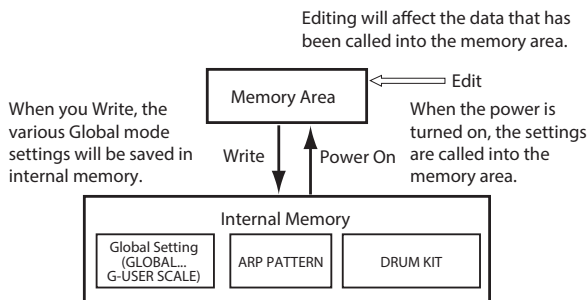 Editing will affect the data that has
been called into the memory area.
Edit
Memory Area
When you Write, the
various Global mode
settings will be saved in
internal memory.
Write
Power On
When the power is
turned on, the settings
are called into the
memory area.
Internal Memory
Global Setting
(GLOBAL...
G-USER SCALE)
ARP PATTERN
DRUM KIT